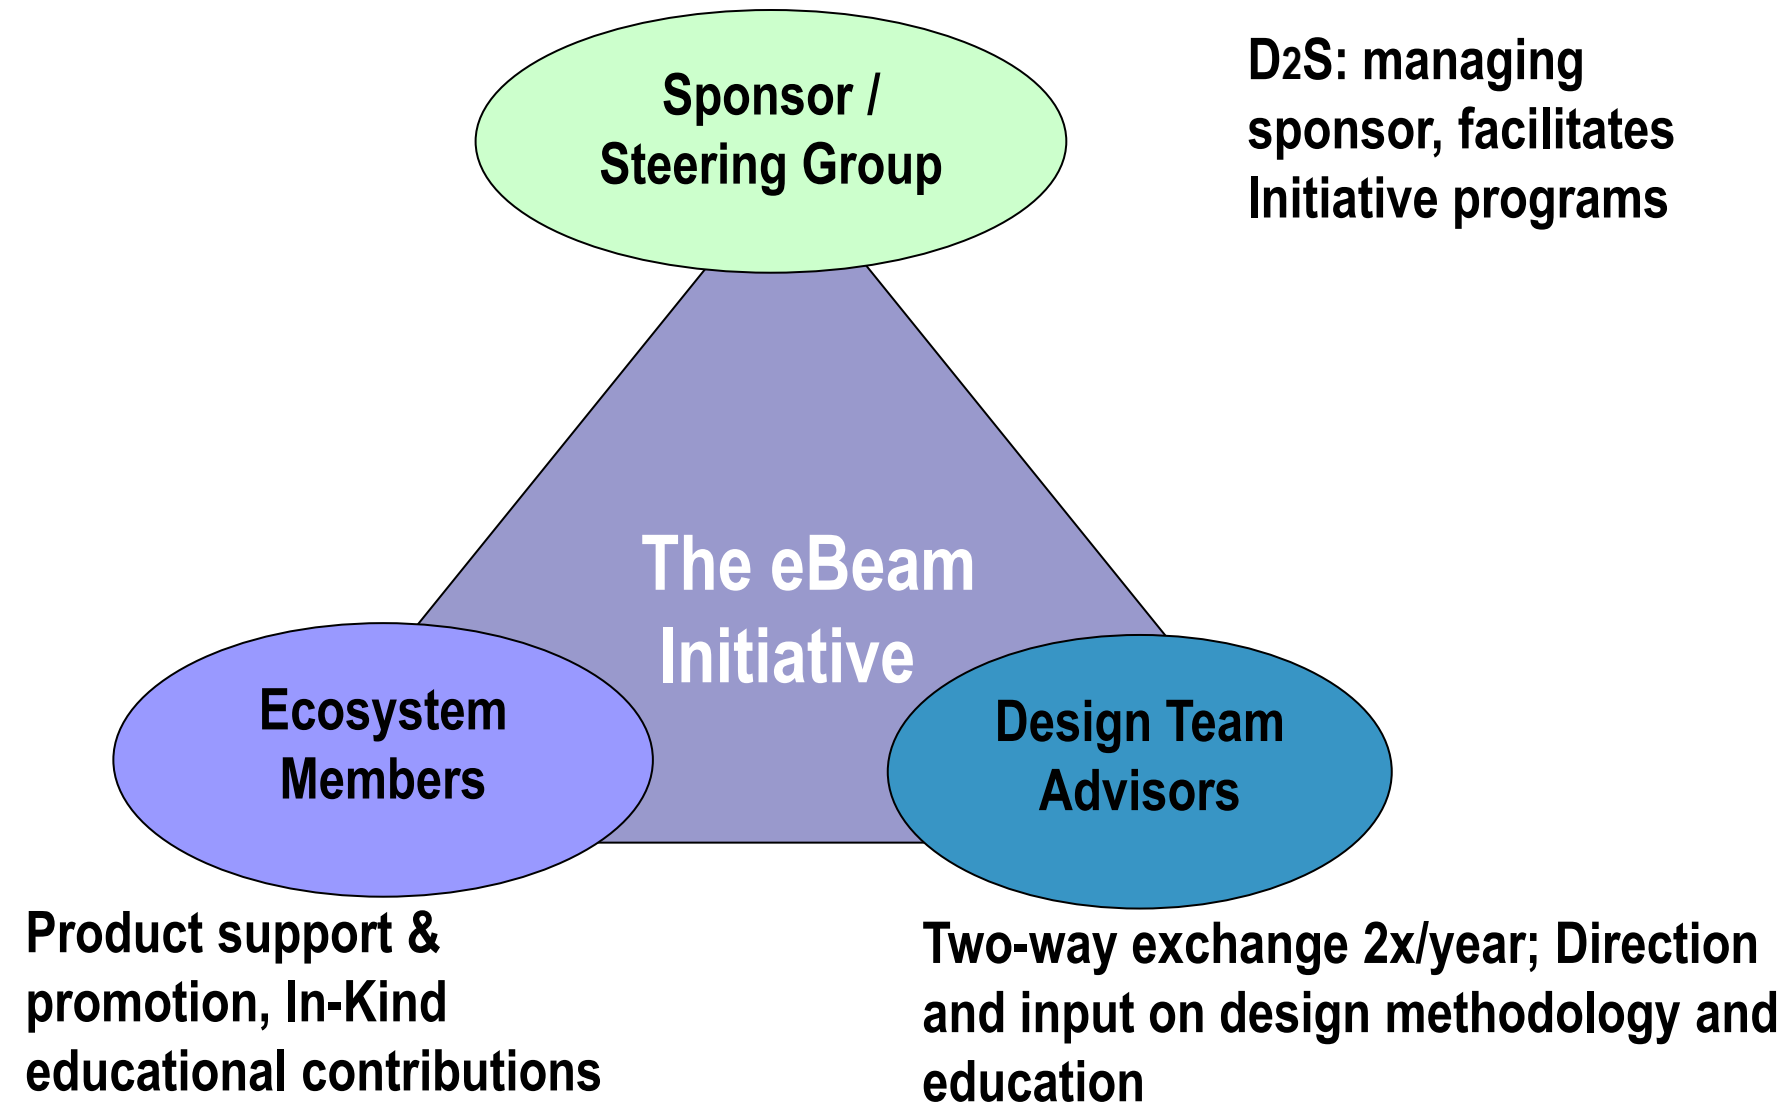 Sponsor /
Steering Group
D2S: managing
sponsor, facilitates
Initiative programs
The eBeam
Initiative
Ecosystem
Members
Design Team
Advisors
Product support &
promotion, In-Kind
educational contributions
Two-way exchange 2x/year; Direction
and input on design methodology and
education